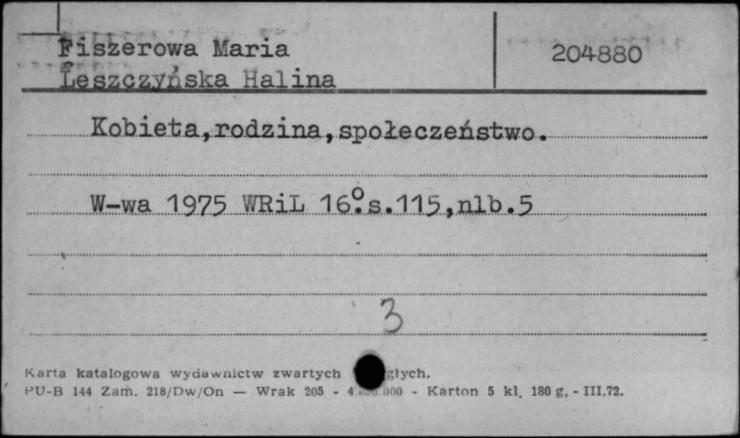 Fiszerowa Maria 204880
Leszczyńska Halina
Kobieta,rodzina,społeczeństwo.
W-wa 1975 WRiL 16°.s.115,nlb.5
3
Karta katalogowa wydawnictw zwartych
PU-B 144 Zam. 218/Dw/On — Wrak 205 - - Karton 5 kl. 180 g, - III.72.